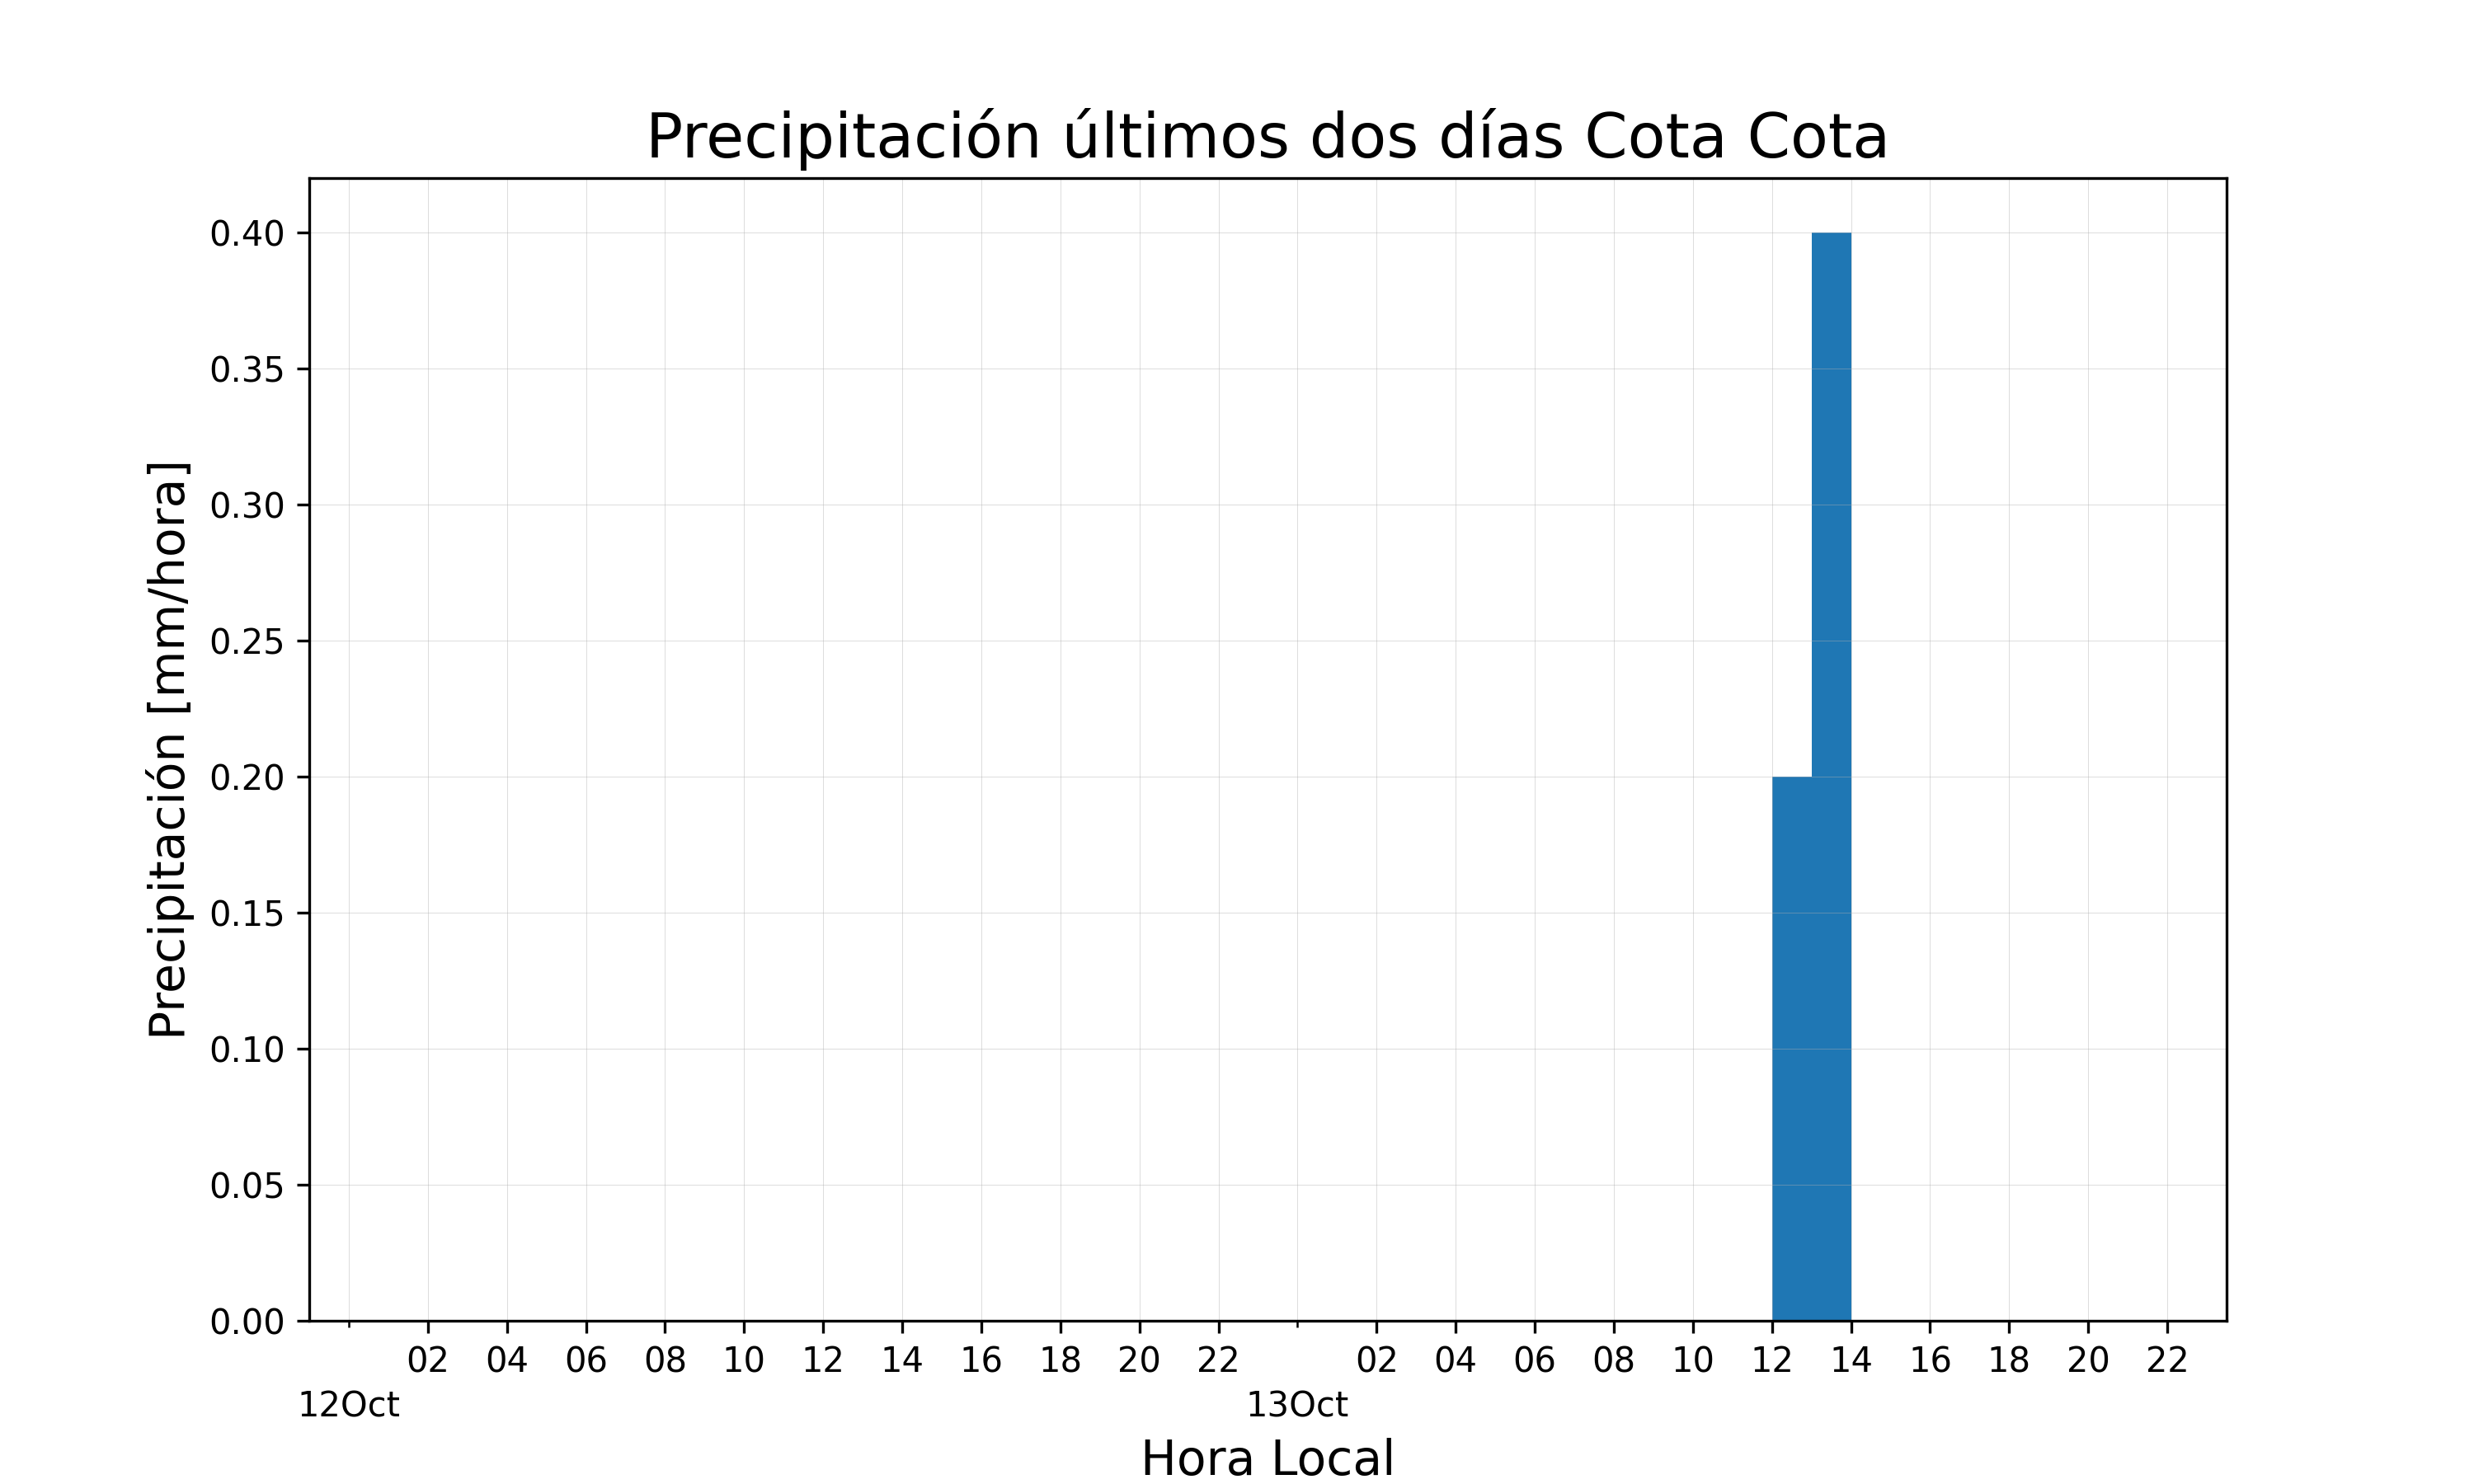 Precipitación últimos dos días Cota Cota
Precipitación [mm/hora]
0.40
0.35
0.30
0.25
0.20
0.15
0.10
0.05
0.00
02 04 06 08 10 12 14 16 18 20 22 02 04 06 08 10 12 14 16 18 20 22
12Oct 13Oct
Hora Local